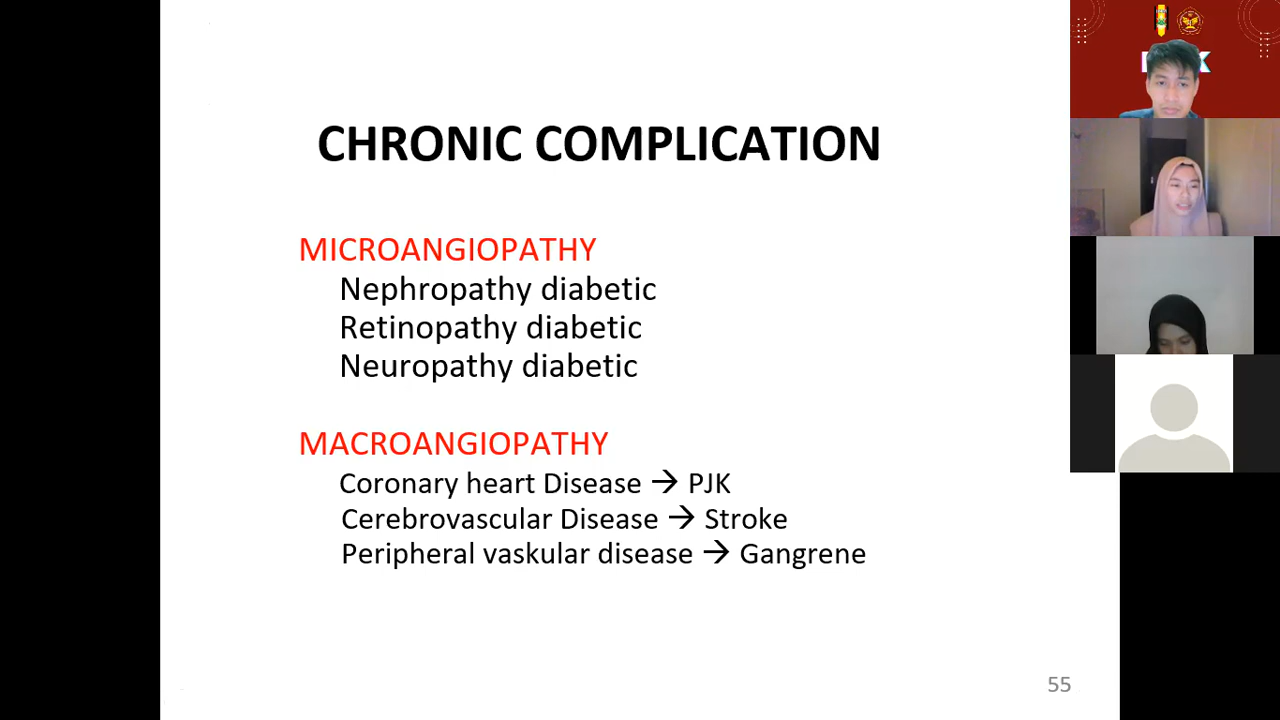 CHRONIC COMPLICATION
MICROANGIOPATHY
Nephropathy diabetic
Retinopathy diabetic
Neuropathy diabetic
MACROANGIOPATHY
Coronary heart Disease → PJK
Cerebrovascular Disease → Stroke
Peripheral vaskular disease → Gangrene
55